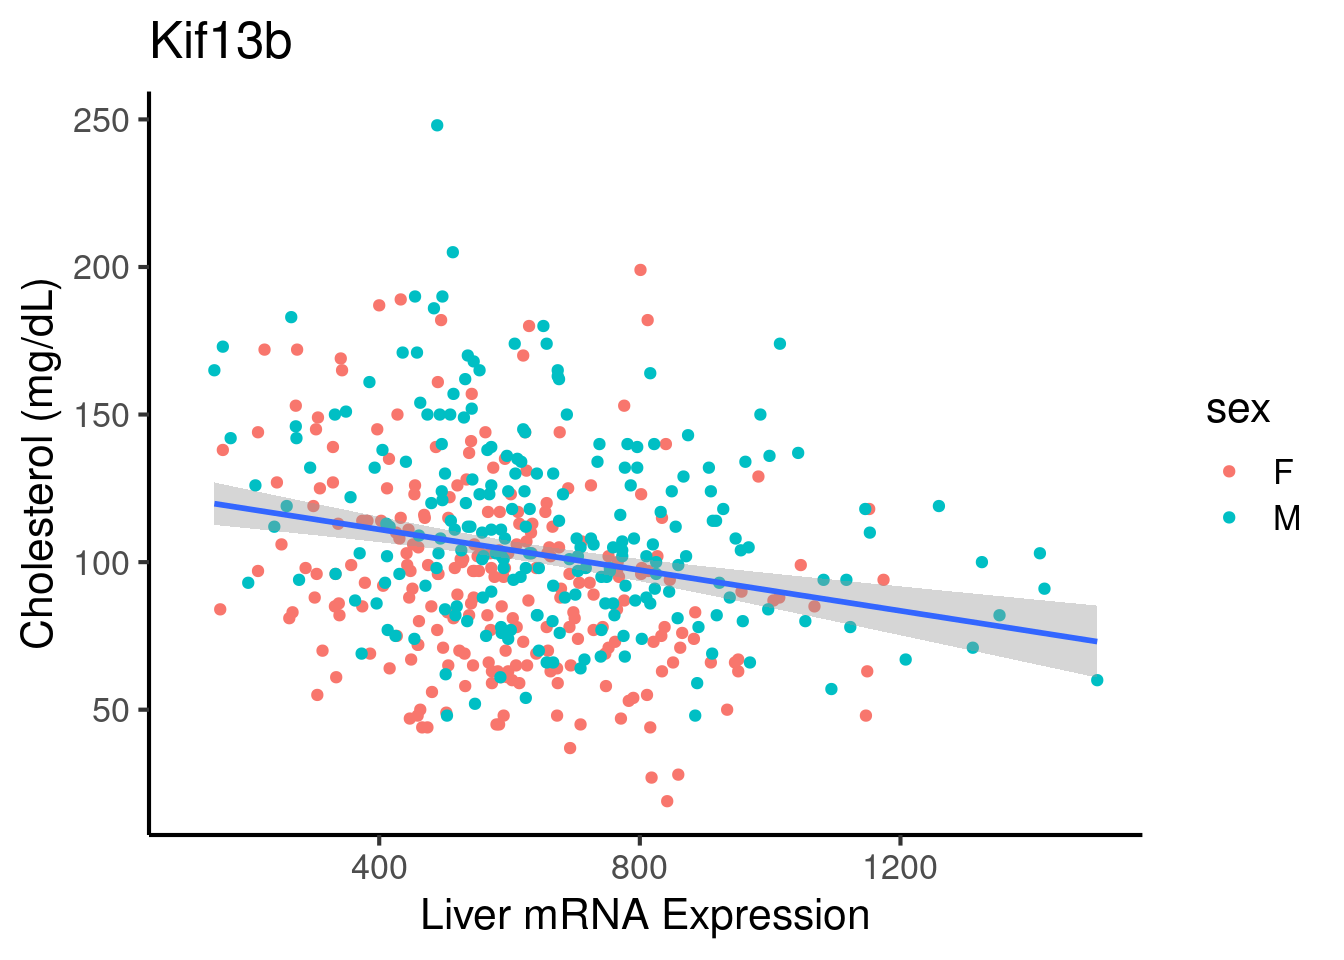 Kif13b
250
200
150
100
50
Cholesterol (mg/dL)
400 800 1200
Liver mRNA Expression
sex
F
M